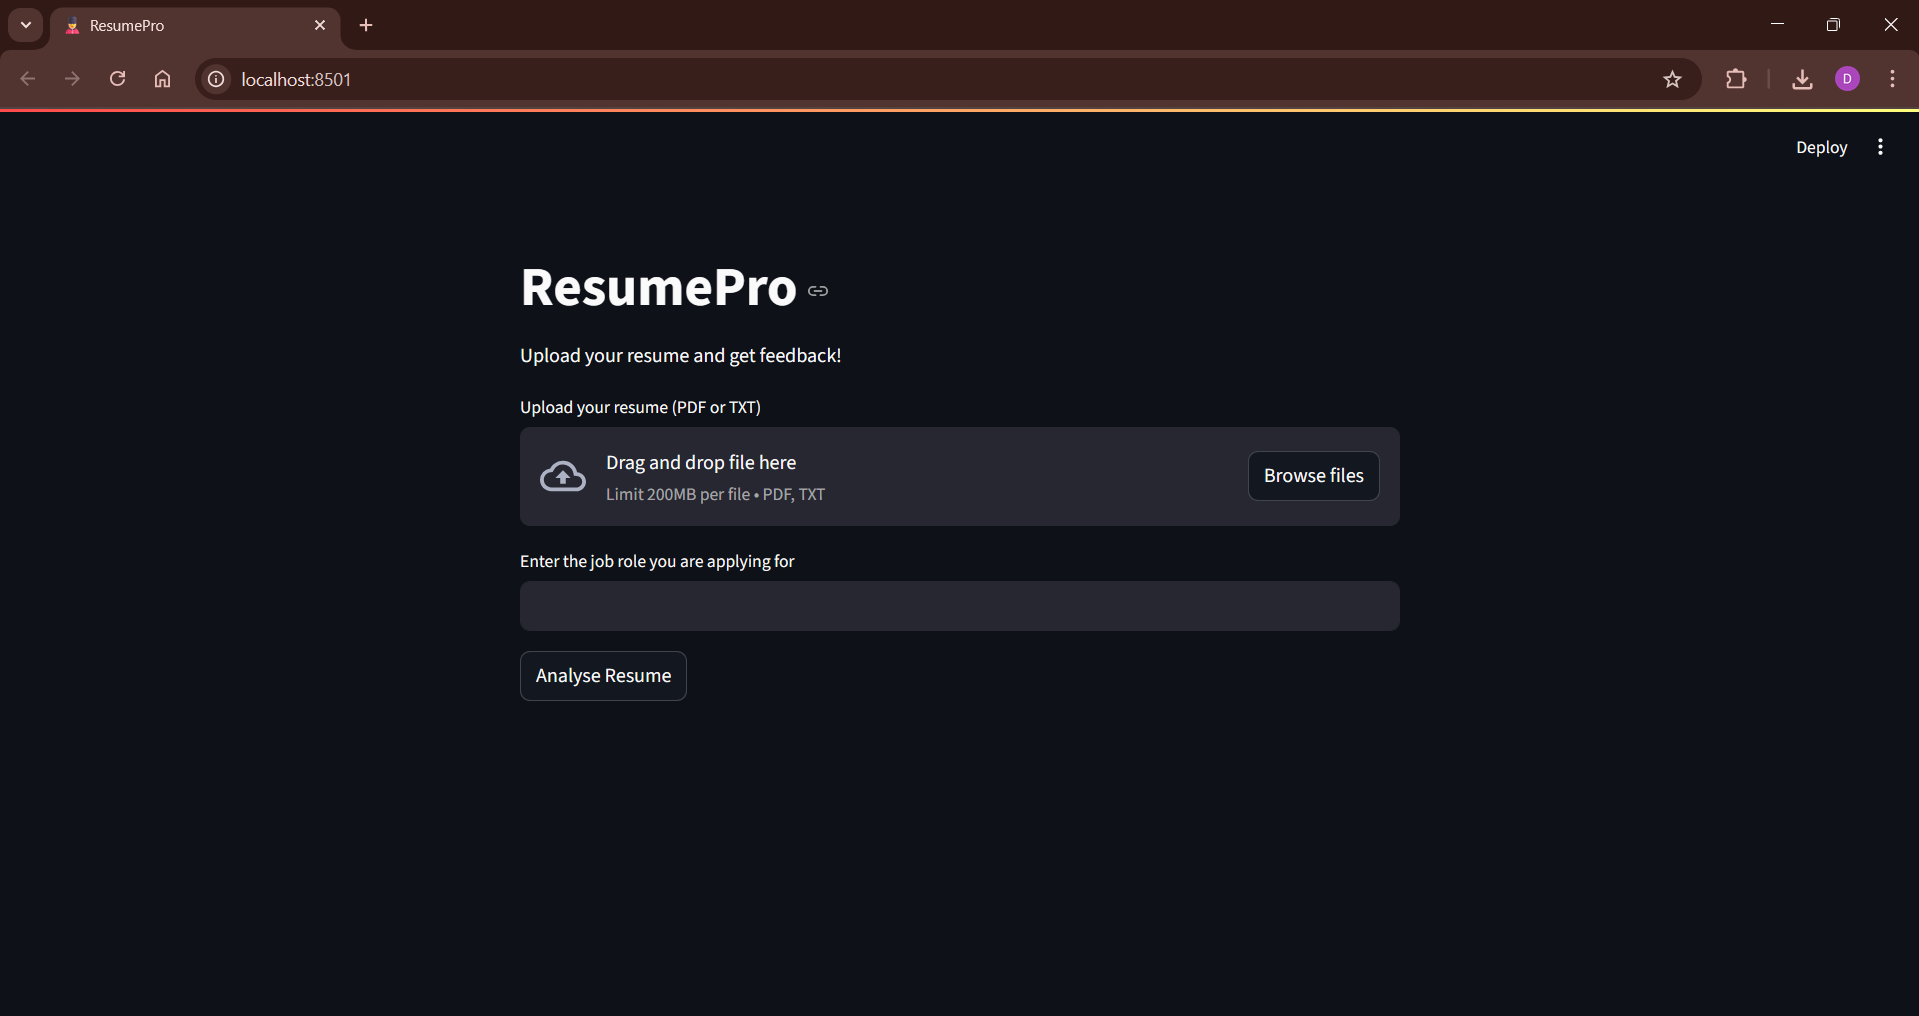 ResumePro
localhost:8501
D
Deploy
ResumePro
Upload your resume and get feedback!
Upload your resume (PDF or TXT)
Drag and drop file here
Limit 200MB per file • PDF, TXT
Browse files
Enter the job role you are applying for
Analyse Resume